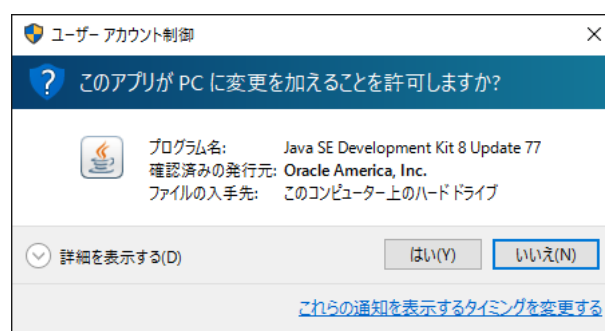 ユーザー アカウント制御
このアプリが PC に変更を加えることを許可しますか?
プログラム名: Java SE Development Kit 8 Update 77
確認済みの発行元: Oracle America, Inc.
ファイルの入手先: このコンピューター上のハード ドライブ
詳細を表示する(D) はい(Y) いいえ(N)
これらの通知を表示するタイミングを変更する